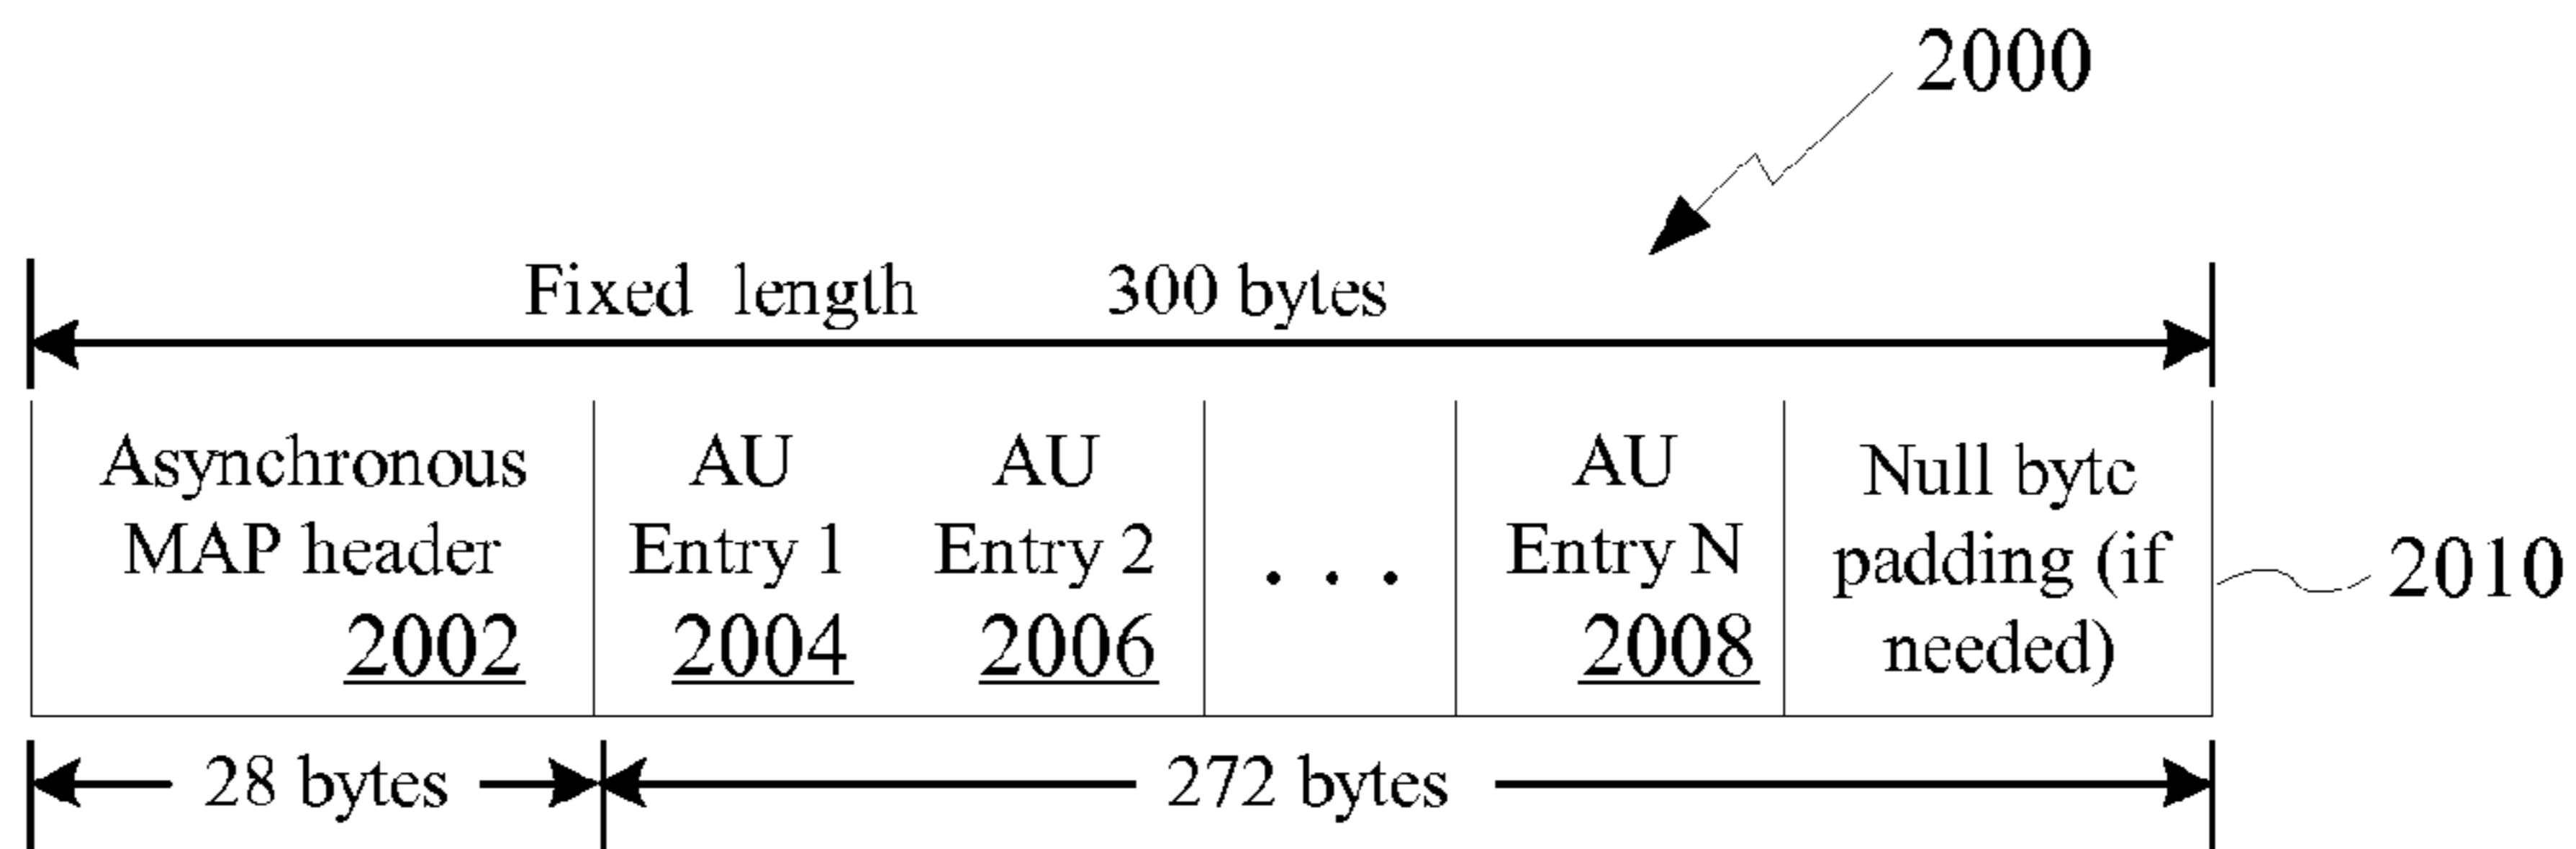 2000
Fixed length 300 bytes
Asynchronous
MAP header
2002
AU
Entry 1
2004
AU
Entry 2
2006
. . .
AU
Entry N
2008
Null byte
padding (if
needed)
2010
28 bytes
272 bytes